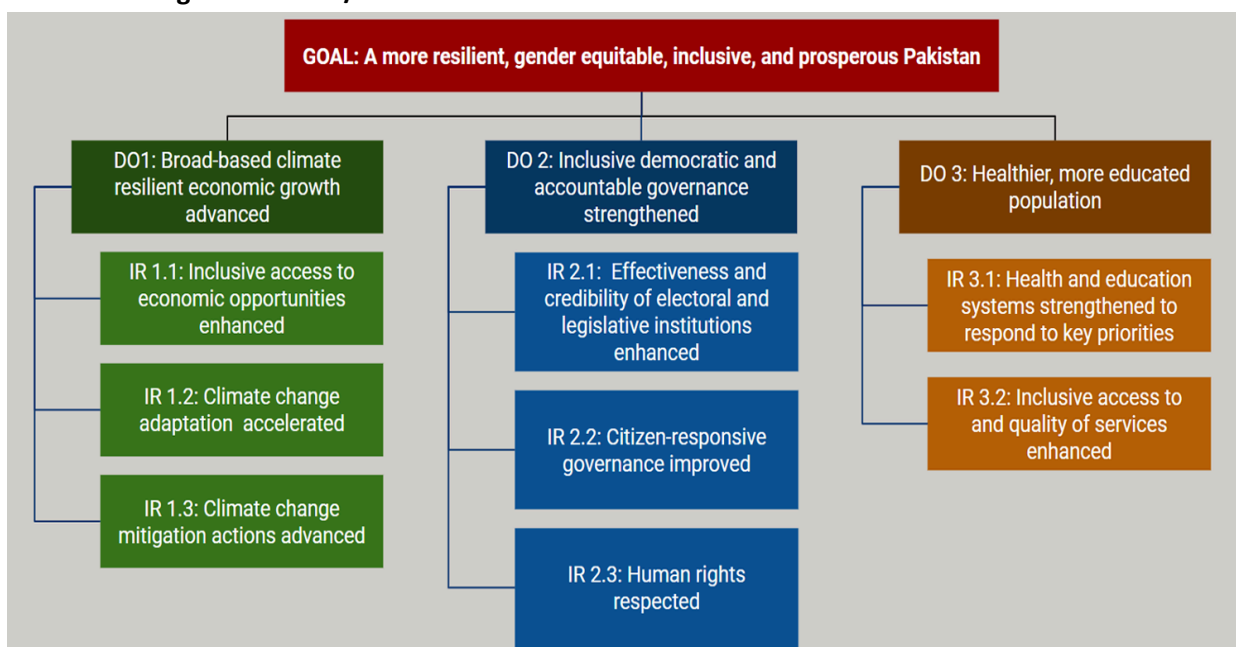 GOAL: A more resilient, gender equitable, inclusive, and prosperous Pakistan
DO1: Broad-based climate
resilient economic growth
advanced
IR 1.1: Inclusive access to
economic opportunities
enhanced
IR 1.2: Climate change
adaptation accelerated
IR 1.3: Climate change
mitigation actions advanced
DO 2: Inclusive democratic and
accountable governance
strengthened
IR 2.1: Effectiveness and
credibility of electoral and
legislative institutions
enhanced
IR 2.2: Citizen-responsive
governance improved
IR 2.3: Human rights
respected
DO 3: Healthier, more educated
population
IR 3.1: Health and education
systems strengthened to
respond to key priorities
IR 3.2: Inclusive access to
and quality of services
enhanced